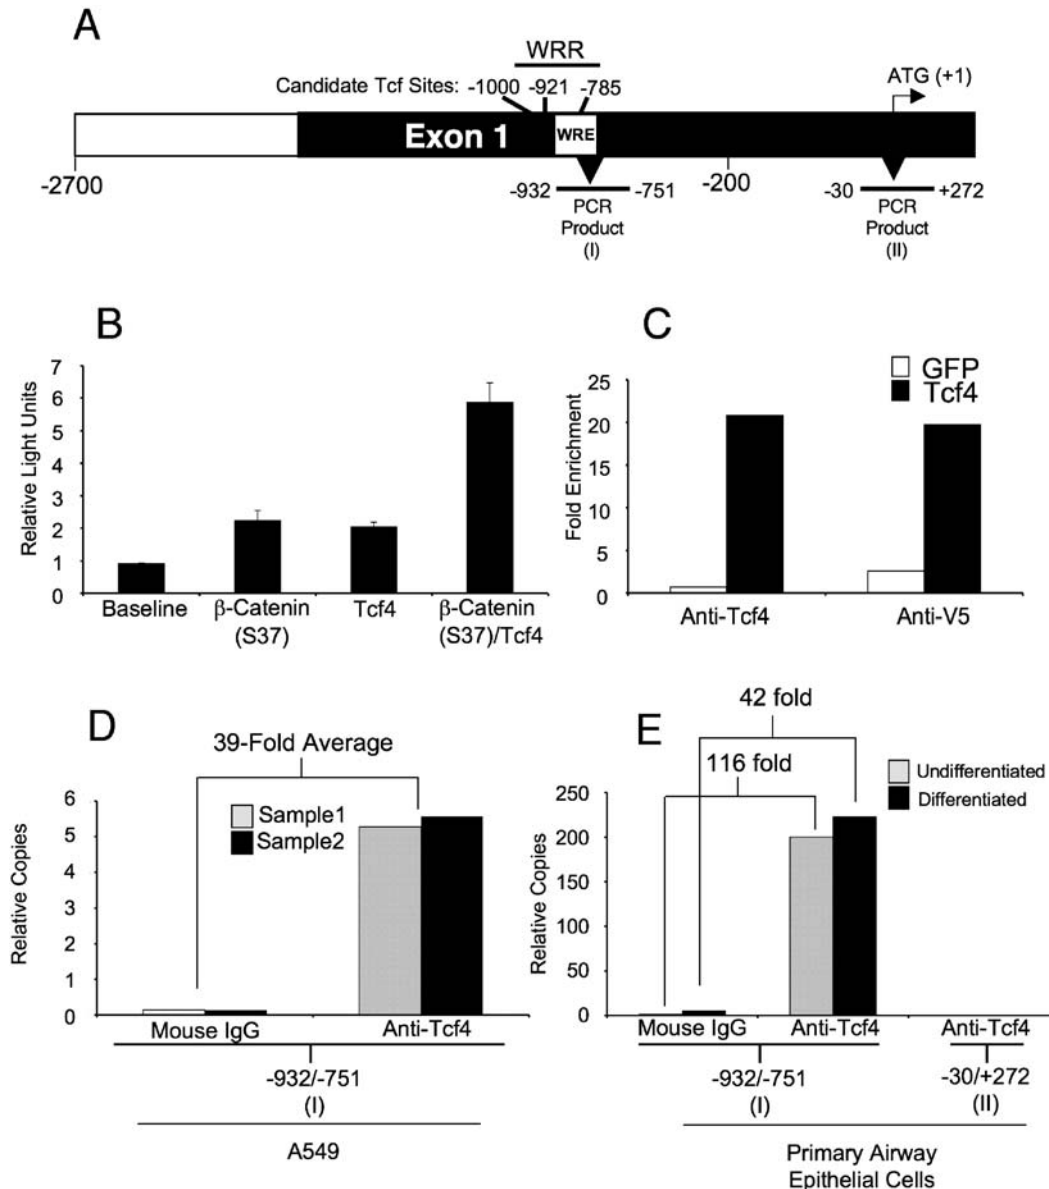 A
WRR
Candidate Tcf Sites: -1000 -921 -785
ATG (+1)
Exon 1
WRE
-2700
-200
-932 -751
PCR
Product
(I)
-30 +272
PCR
Product
(II)
B
Relative Light Units
7
6
5
4
3
2
1
0
Baseline
β-Catenin
(S37)
Tcf4
β-Catenin
(S37)/Tcf4
C
GFP
Tcf4
Fold Enrichment
25
20
15
10
5
0
Anti-Tcf4
Anti-V5
D
39-Fold Average
Sample1
Sample2
Relative Copies
6
5
4
3
2
1
0
Mouse IgG
Anti-Tcf4
-932/-751
(I)
A549
E
42 fold
116 fold
Undifferentiated
Differentiated
Relative Copies
250
200
150
100
50
0
Mouse IgG
Anti-Tcf4
Anti-Tcf4
-932/-751
(I)
-30/+272
(II)
Primary Airway
Epithelial Cells